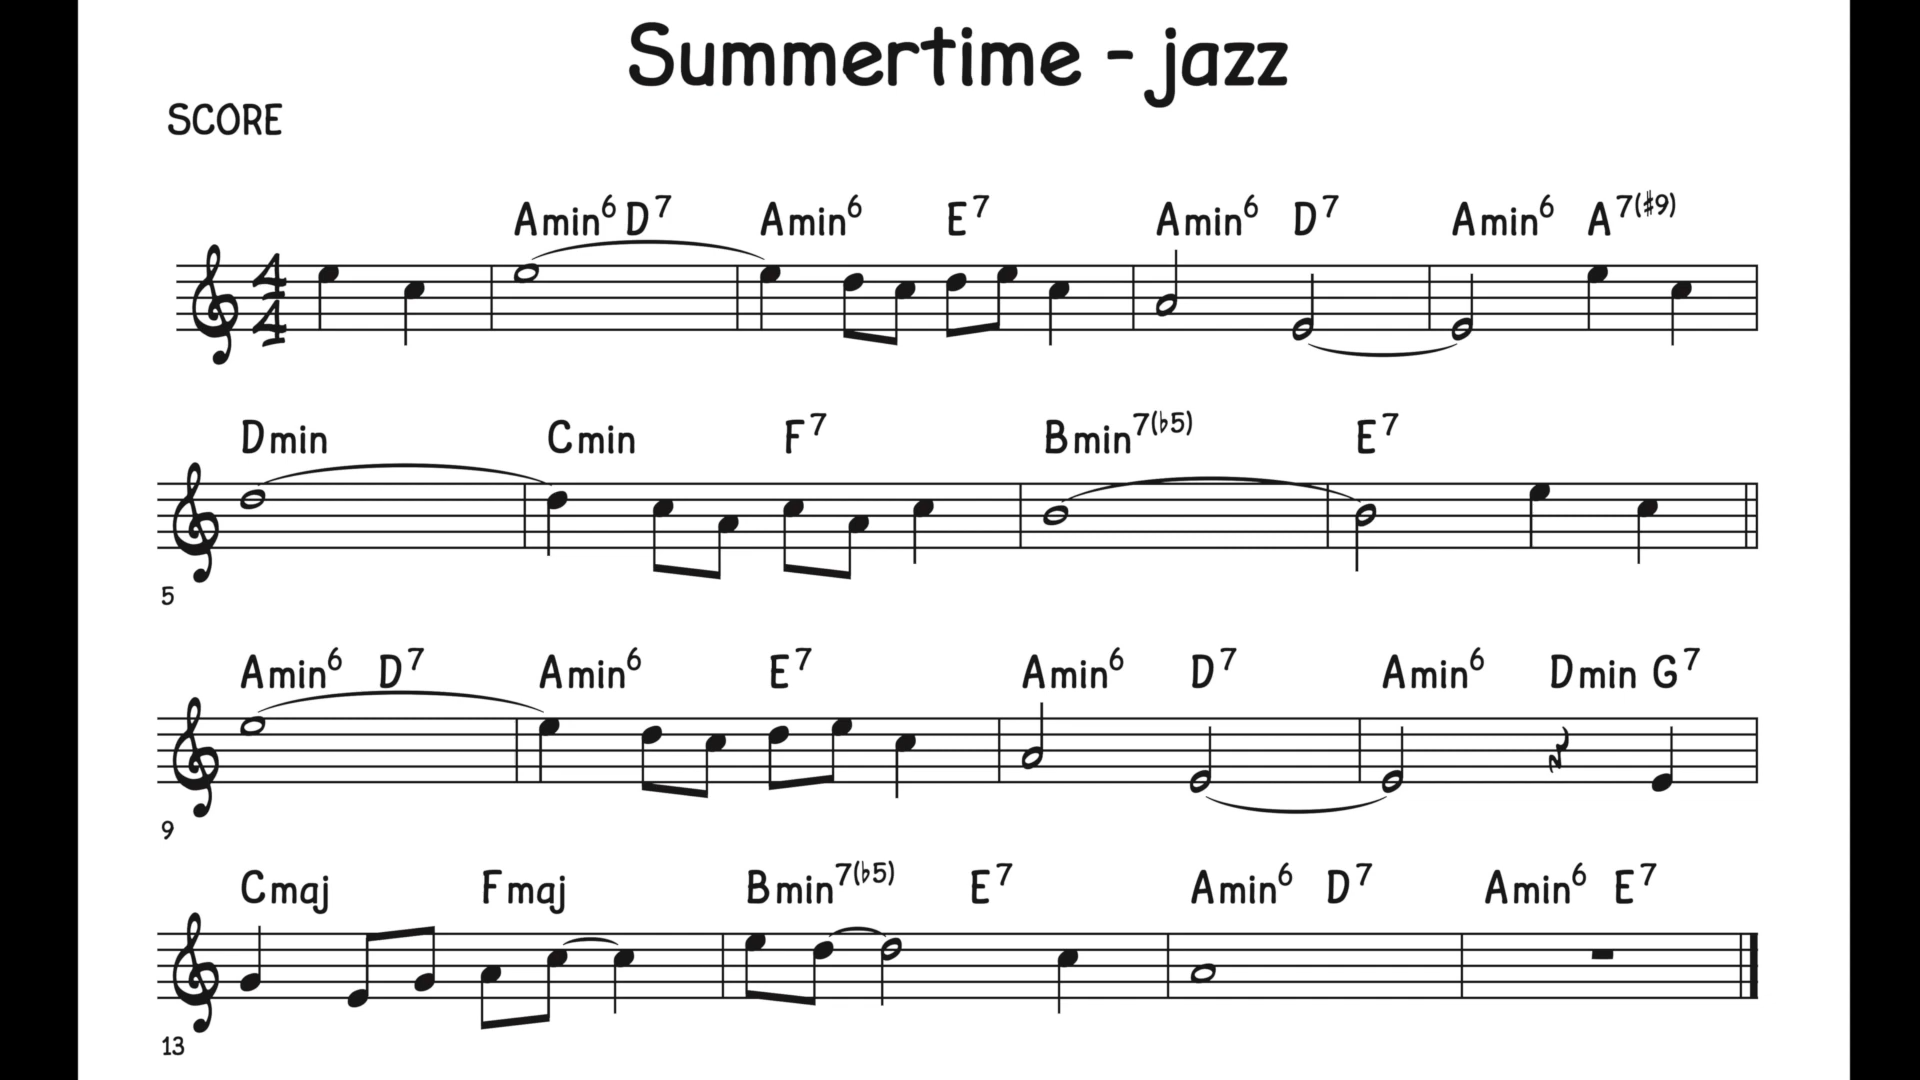 Summertime - jazz
SCORE
4
4
Amin6 D7 Amin6 E7 Amin6 D7 Amin6 A7(♯9)
Dmin Cmin F7 Bmin7(♭5) E7
5
Amin6 D7 Amin6 E7 Amin6 D7 Amin6 Dmin G7
9
Cmaj Fmaj Bmin7(♭5) E7 Amin6 D7 Amin6 E7
13